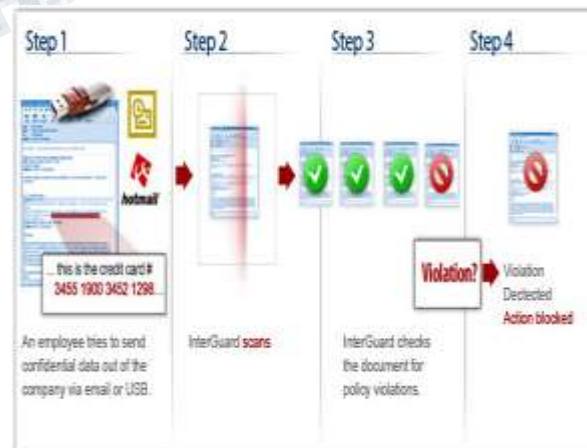 Step 1
Step 2
Step 3
Step 4
hotmail
... this is the credit card #
3455 1900 3452 1298...
Violation?
Violation
Dectected
Action blocked
An employee tries to send
confidential data out of the
company via email or USB.
InterGuard scans
InterGuard checks
the document for
policy violations.